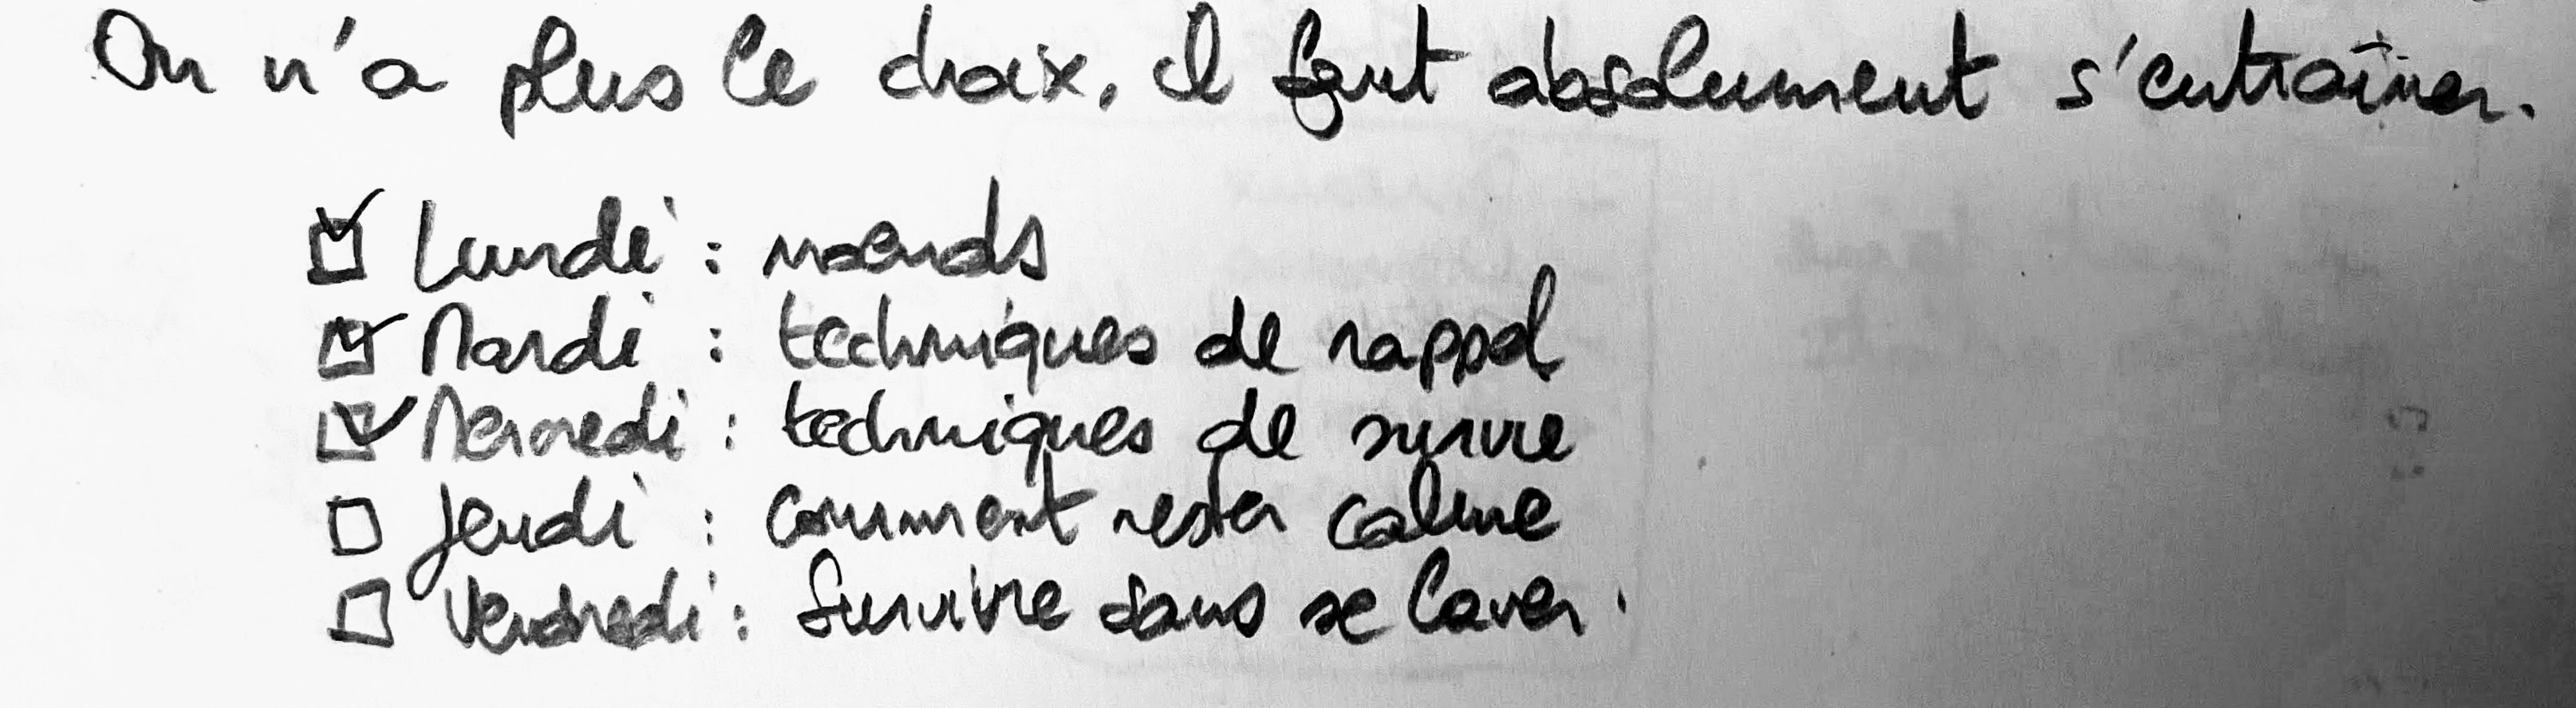 On n'a plus le choix, il faut absolument s'entraîner.
☑ Lundi : noeuds
☑ Mardi : techniques de rappel
☑ Mercredi : techniques de survie
☐ Jeudi : comment rester calme
☐ Vendredi : Survivre sans se laver.